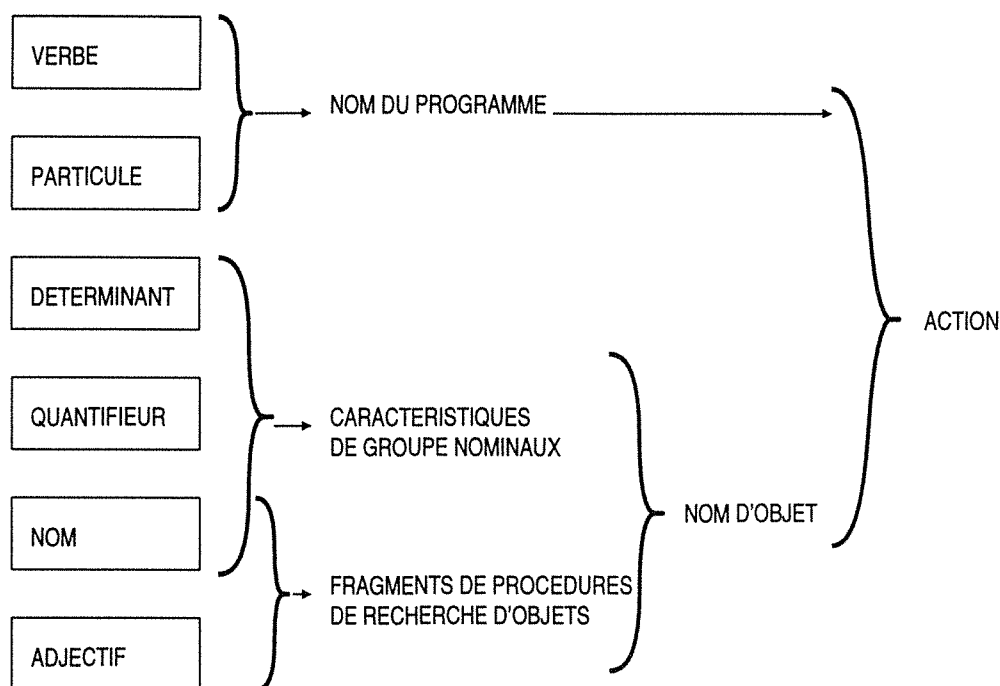 VERBE
NOM DU PROGRAMME
PARTICULE
DETERMINANT
ACTION
QUANTIFIEUR
CARACTERISTIQUES
DE GROUPE NOMINAUX
NOM
NOM D'OBJET
FRAGMENTS DE PROCEDURES
DE RECHERCHE D'OBJETS
ADJECTIF